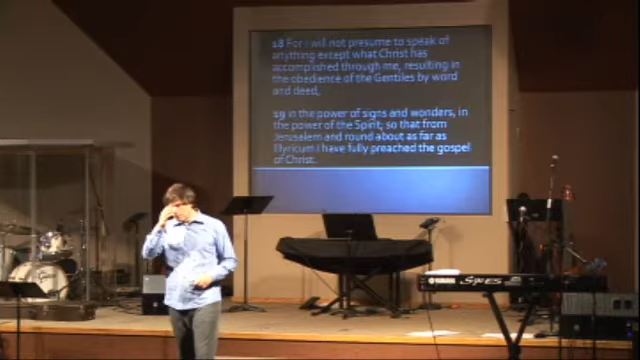 18 For I will not presume to speak of
anything except what Christ has
accomplished through me, resulting in
the obedience of the Gentiles by word
and deed,
19 in the power of signs and wonders, in
the power of the Spirit; so that from
Jerusalem and round about as far as
Illyricum I have fully preached the gospel
of Christ.
YAMAHA